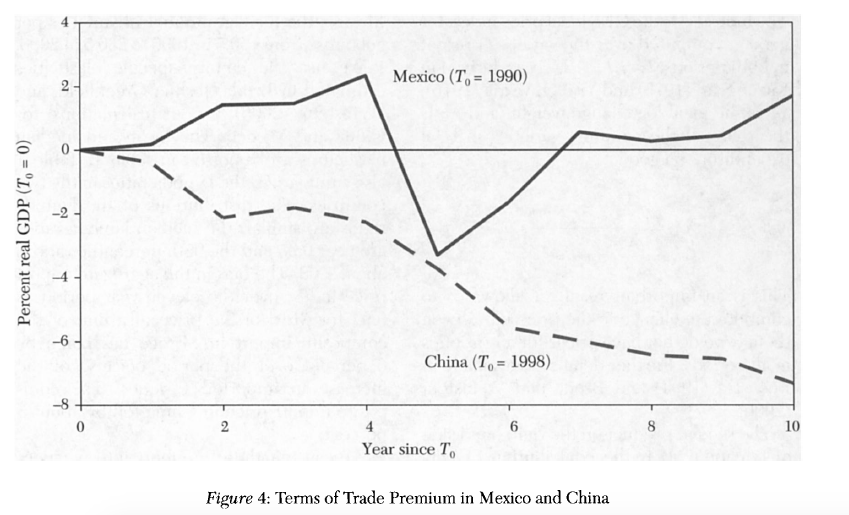 4
2
0
–2
–4
–6
–8
Percent real GDP (T0 = 0)
Mexico (T0 = 1990)
China (T0 = 1998)
0
2
4
6
8
10
Year since T0
Figure 4: Terms of Trade Premium in Mexico and China